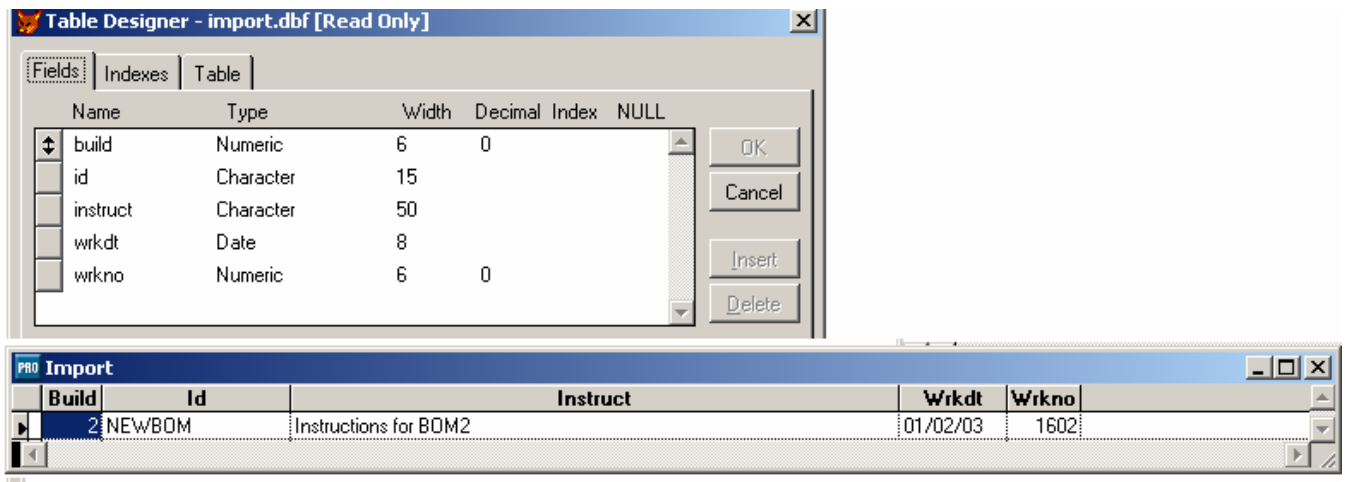 Table Designer - import.dbf [Read Only]
Fields Indexes Table
Name Type Width Decimal Index NULL
build Numeric 6 0
id Character 15
instruct Character 50
wrkdt Date 8
wrkno Numeric 6 0
OK
Cancel
Insert
Delete
PRO Import
Build Id Instruct Wrkdt Wrkno
2 NEWBOM Instructions for BOM2 01/02/03 1602